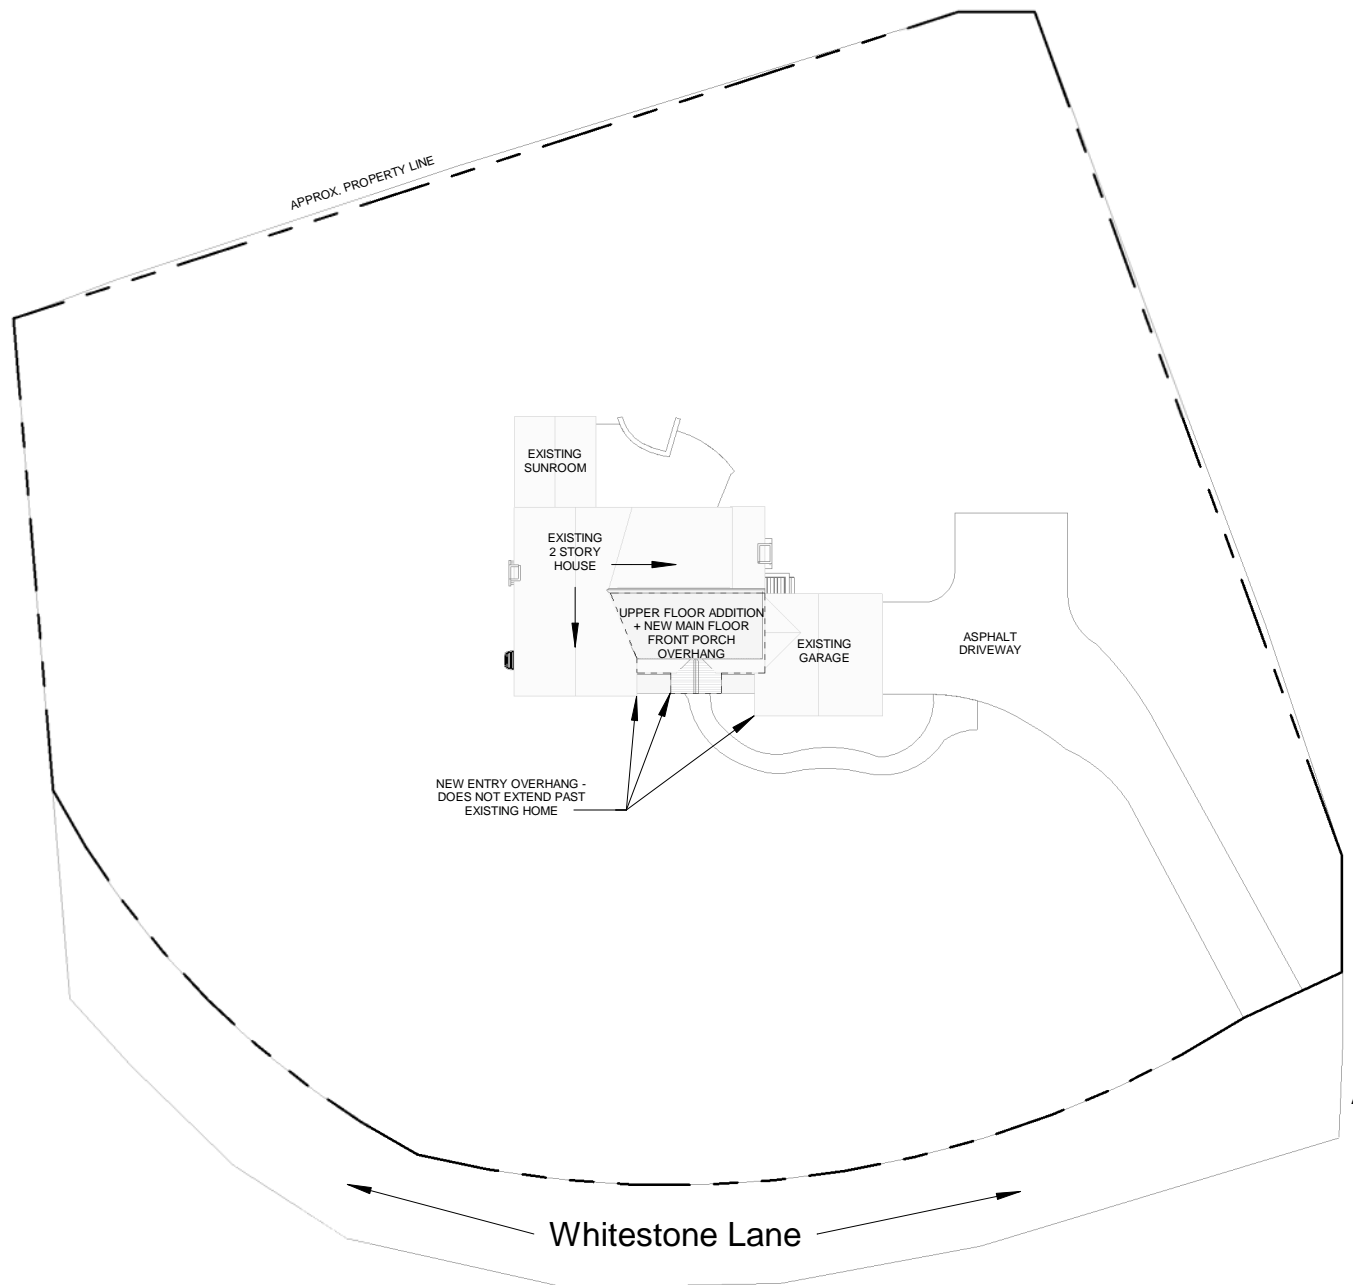 APPROX. PROPERTY LINE
EXISTING
SUNROOM
EXISTING
2 STORY
HOUSE
UPPER FLOOR ADDITION
+ NEW MAIN FLOOR
FRONT PORCH
OVERHANG
EXISTING
GARAGE
ASPHALT
DRIVEWAY
NEW ENTRY OVERHANG -
DOES NOT EXTEND PAST
EXISTING HOME
Whitestone Lane